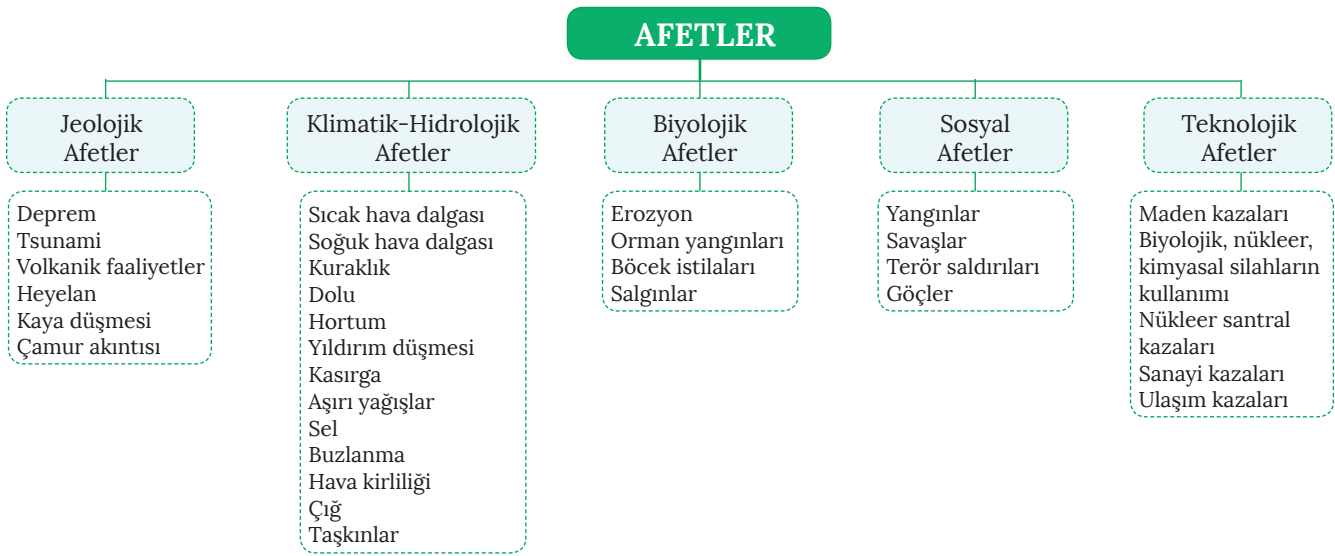 AFETLER
Jeolojik
Afetler
Deprem
Tsunami
Volkanik faaliyetler
Heyelan
Kaya düşmesi
Çamur akıntısı
Klimatik-Hidrolojik
Afetler
Sıcak hava dalgası
Soğuk hava dalgası
Kuraklık
Dolu
Hortum
Yıldırım düşmesi
Kasırga
Aşırı yağışlar
Sel
Buzlanma
Hava kirliliği
Çığ
Taşkınlar
Biyolojik
Afetler
Erozyon
Orman yangınları
Böcek istilaları
Salgınlar
Sosyal
Afetler
Yangınlar
Savaşlar
Terör saldırıları
Göçler
Teknolojik
Afetler
Maden kazaları
Biyolojik, nükleer,
kimyasal silahların
kullanımı
Nükleer santral
kazaları
Sanayi kazaları
Ulaşım kazaları